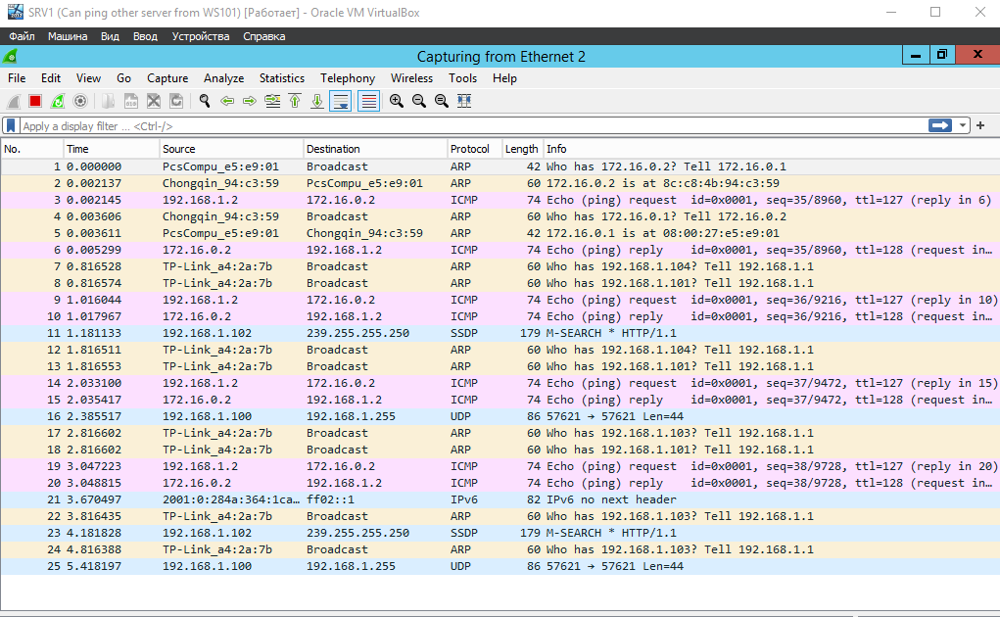 SRV1 (Can ping other server from WS101) [Работает] - Oracle VM VirtualBox
Файл Машина Вид Ввод Устройства Справка
Capturing from Ethernet 2
File Edit View Go Capture Analyze Statistics Telephony Wireless Tools Help
Apply a display filter ... <Ctrl-/>
No. Time Source Destination Protocol Length Info
1 0.000000 PcsCompu_e5:e9:01 Broadcast ARP 42 Who has 172.16.0.2? Tell 172.16.0.1
2 0.002137 Chongqin_94:c3:59 PcsCompu_e5:e9:01 ARP 60 172.16.0.2 is at 8c:c8:4b:94:c3:59
3 0.002145 192.168.1.2 172.16.0.2 ICMP 74 Echo (ping) request id=0x0001, seq=35/8960, ttl=127 (reply in 6)
4 0.003606 Chongqin_94:c3:59 Broadcast ARP 60 Who has 172.16.0.1? Tell 172.16.0.2
5 0.003611 PcsCompu_e5:e9:01 Chongqin_94:c3:59 ARP 42 172.16.0.1 is at 08:00:27:e5:e9:01
6 0.005299 172.16.0.2 192.168.1.2 ICMP 74 Echo (ping) reply id=0x0001, seq=35/8960, ttl=128 (request in…
7 0.816528 TP-Link_a4:2a:7b Broadcast ARP 60 Who has 192.168.1.104? Tell 192.168.1.1
8 0.816574 TP-Link_a4:2a:7b Broadcast ARP 60 Who has 192.168.1.101? Tell 192.168.1.1
9 1.016044 192.168.1.2 172.16.0.2 ICMP 74 Echo (ping) request id=0x0001, seq=36/9216, ttl=127 (reply in 10)
10 1.017967 172.16.0.2 192.168.1.2 ICMP 74 Echo (ping) reply id=0x0001, seq=36/9216, ttl=128 (request in…
11 1.181133 192.168.1.102 239.255.255.250 SSDP 179 M-SEARCH * HTTP/1.1
12 1.816511 TP-Link_a4:2a:7b Broadcast ARP 60 Who has 192.168.1.104? Tell 192.168.1.1
13 1.816553 TP-Link_a4:2a:7b Broadcast ARP 60 Who has 192.168.1.101? Tell 192.168.1.1
14 2.033100 192.168.1.2 172.16.0.2 ICMP 74 Echo (ping) request id=0x0001, seq=37/9472, ttl=127 (reply in 15)
15 2.035417 172.16.0.2 192.168.1.2 ICMP 74 Echo (ping) reply id=0x0001, seq=37/9472, ttl=128 (request in…
16 2.385517 192.168.1.100 192.168.1.255 UDP 86 57621 → 57621 Len=44
17 2.816602 TP-Link_a4:2a:7b Broadcast ARP 60 Who has 192.168.1.103? Tell 192.168.1.1
18 2.816602 TP-Link_a4:2a:7b Broadcast ARP 60 Who has 192.168.1.101? Tell 192.168.1.1
19 3.047223 192.168.1.2 172.16.0.2 ICMP 74 Echo (ping) request id=0x0001, seq=38/9728, ttl=127 (reply in 20)
20 3.048815 172.16.0.2 192.168.1.2 ICMP 74 Echo (ping) reply id=0x0001, seq=38/9728, ttl=128 (request in…
21 3.670497 2001:0:284a:364:1ca… ff02::1 IPv6 82 IPv6 no next header
22 3.816435 TP-Link_a4:2a:7b Broadcast ARP 60 Who has 192.168.1.103? Tell 192.168.1.1
23 4.181828 192.168.1.102 239.255.255.250 SSDP 179 M-SEARCH * HTTP/1.1
24 4.816388 TP-Link_a4:2a:7b Broadcast ARP 60 Who has 192.168.1.103? Tell 192.168.1.1
25 5.418197 192.168.1.100 192.168.1.255 UDP 86 57621 → 57621 Len=44